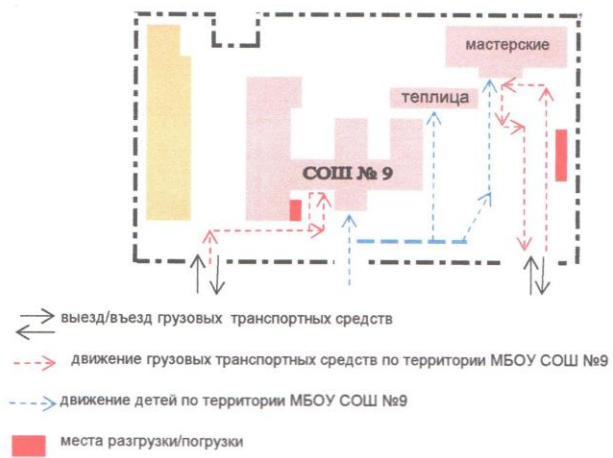 мастерские
теплица
СОШ № 9
выезд/въезд грузовых транспортных средств
движение грузовых транспортных средств по территории МБОУ СОШ №9
движение детей по территории МБОУ СОШ №9
места разгрузки/погрузки